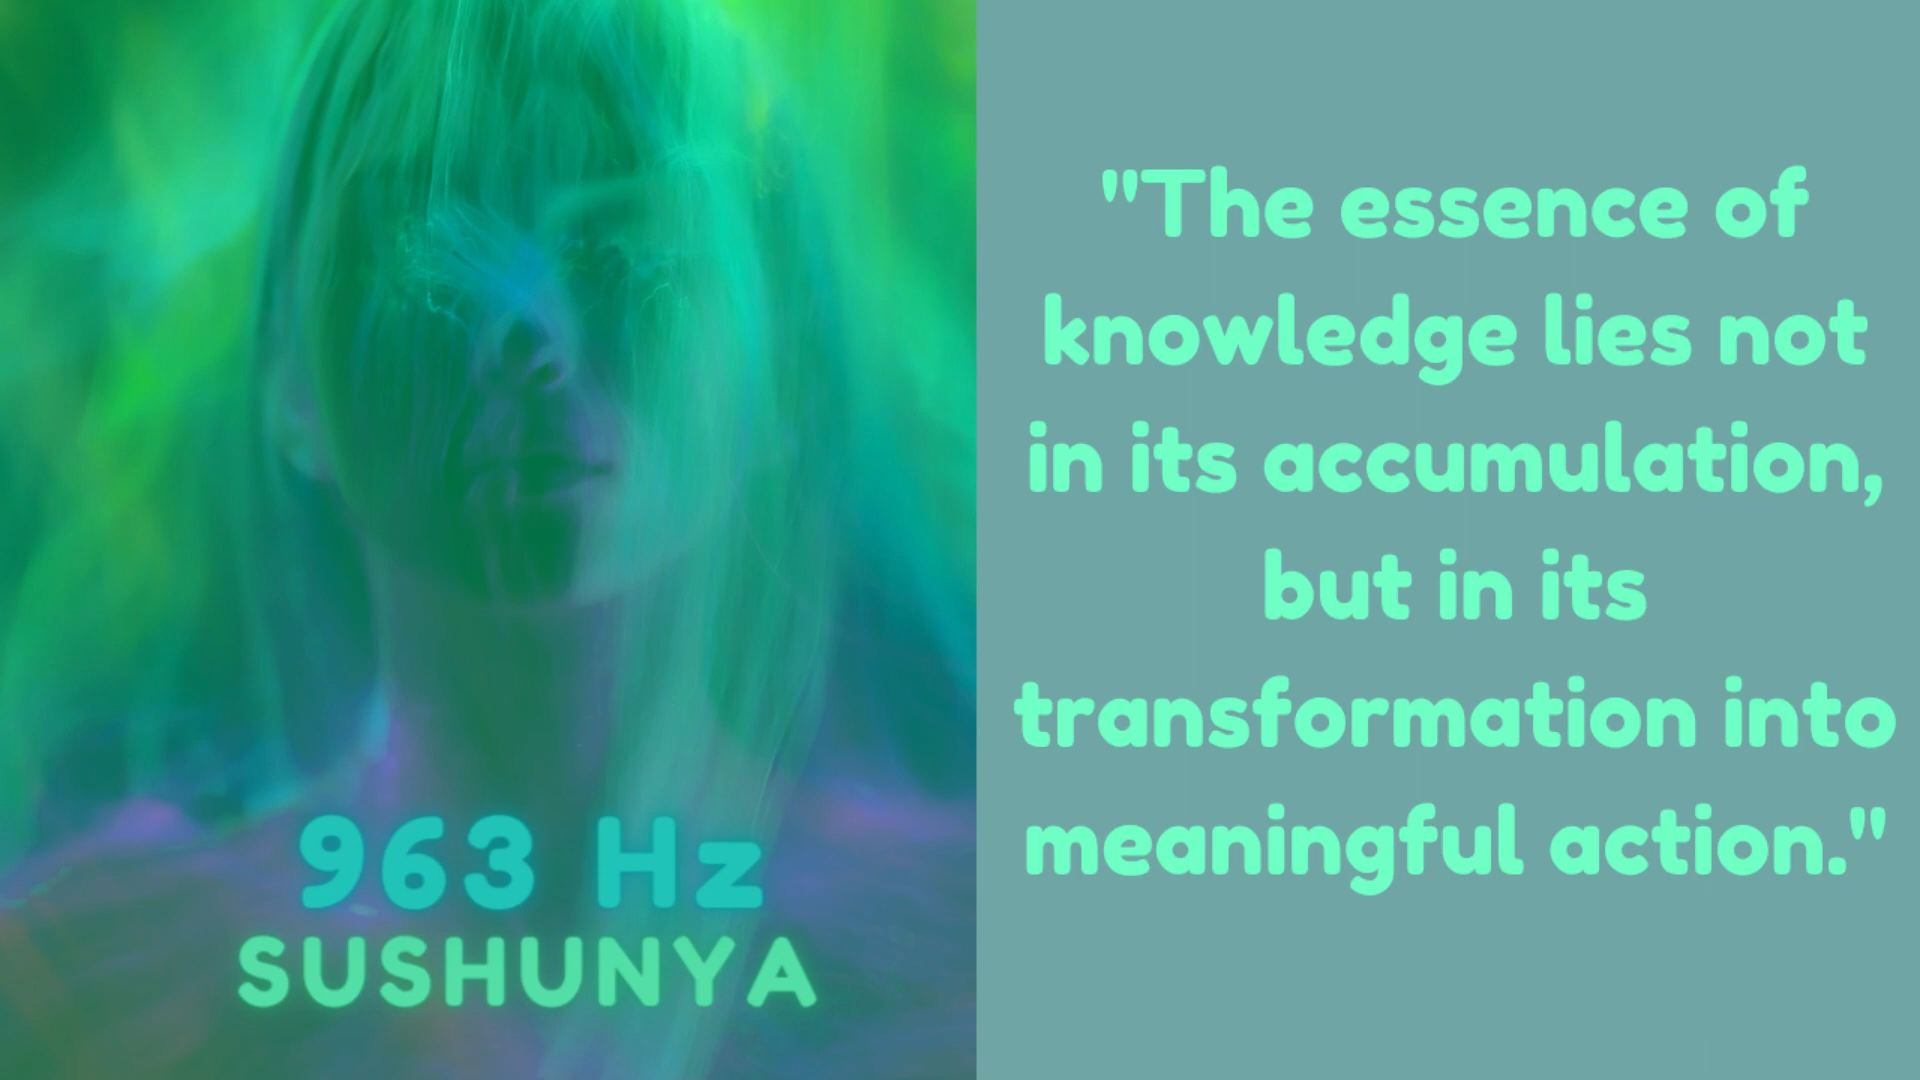 963 Hz
SUSHUNYA
"The essence of
knowledge lies not
in its accumulation,
but in its
transformation into
meaningful action."